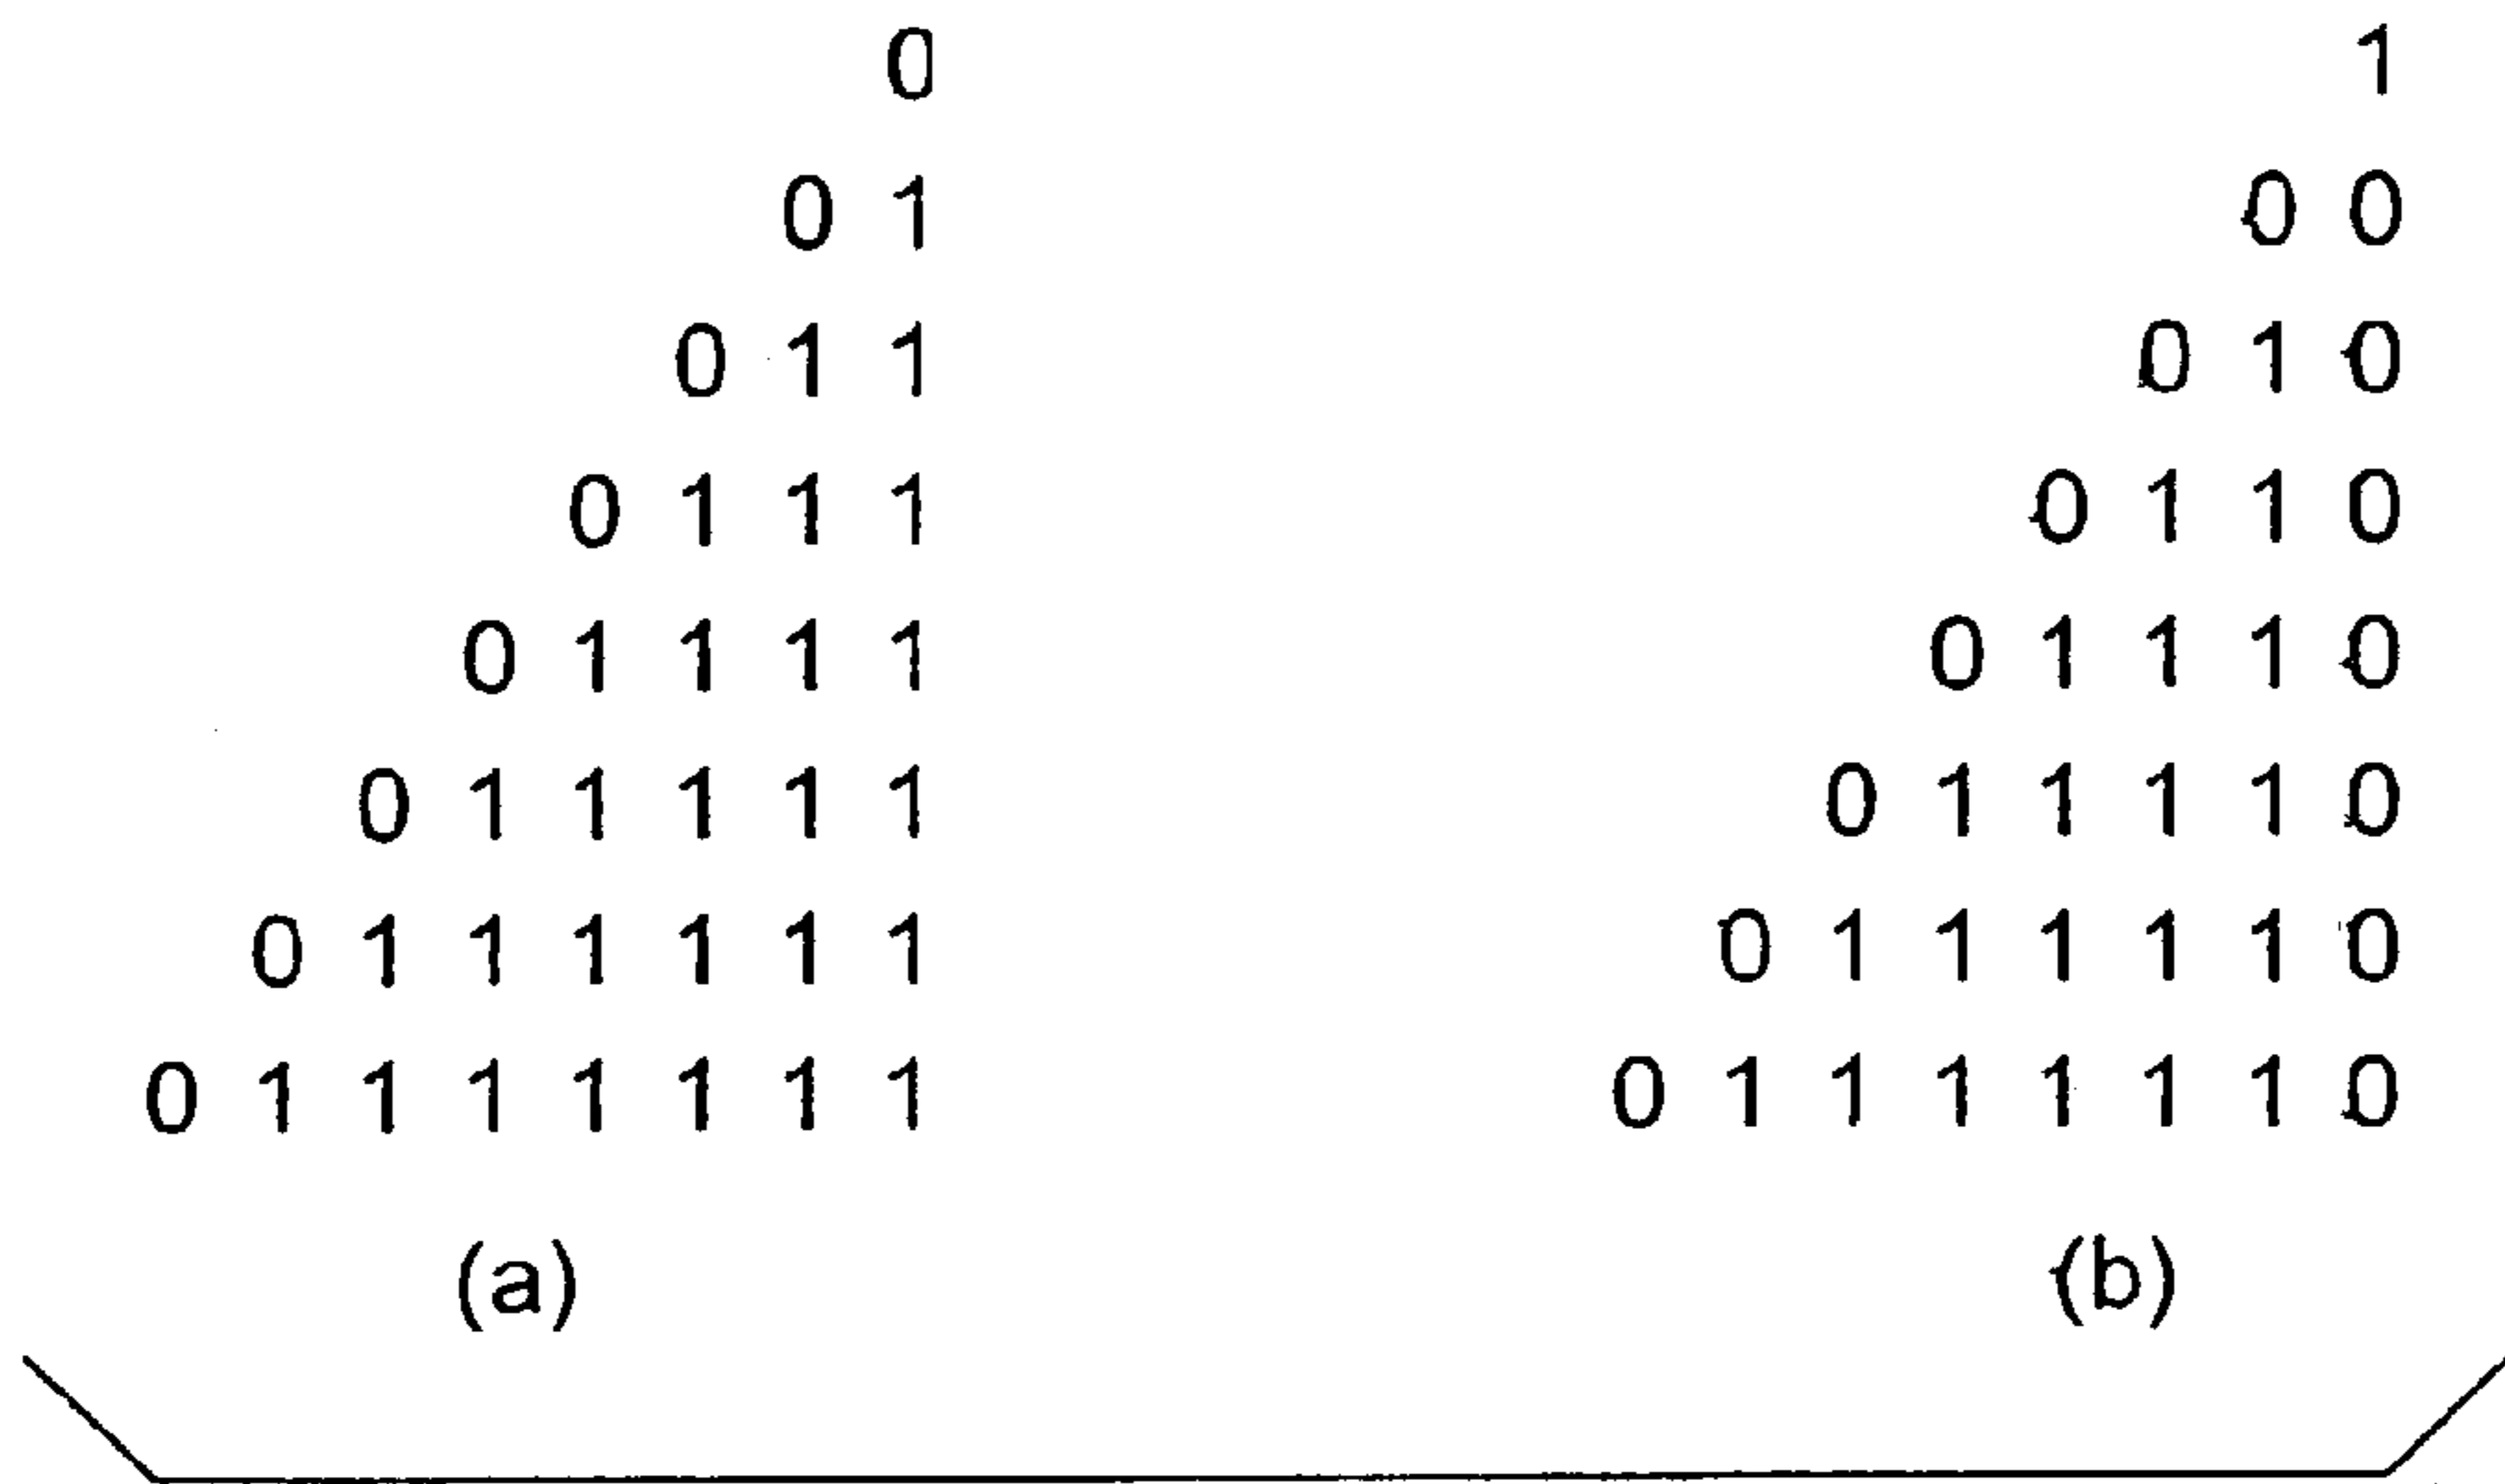 0 1
0 1 0 0
0 1 1 0 1 0
0 1 1 1 0 1 1 0
0 1 1 1 1 0 1 1 1 0
0 1 1 1 1 1 0 1 1 1 1 0
0 1 1 1 1 1 1 0 1 1 1 1 1 0
0 1 1 1 1 1 1 1 0 1 1 1 1 1 1 0
(a) (b)